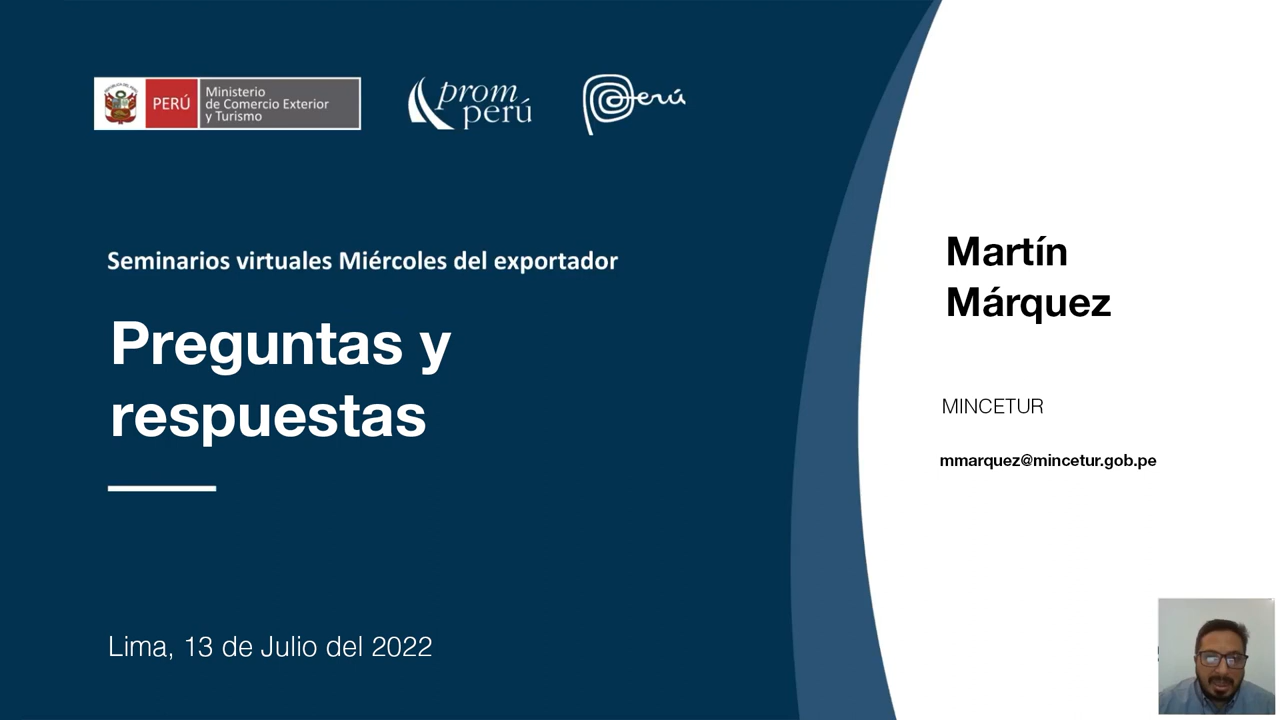 PERÚ
Ministerio
de Comercio Exterior
y Turismo
prom
perú
Perú
Seminarios virtuales Miércoles del exportador
Preguntas y
respuestas
Lima, 13 de Julio del 2022
Martín
Márquez
MINCETUR
mmarquez@mincetur.gob.pe